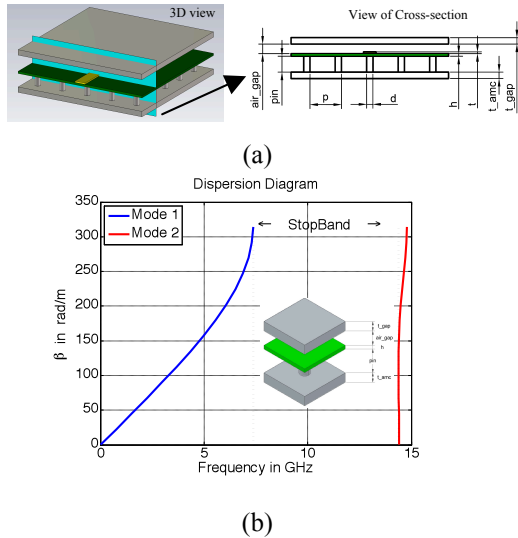 3D view
View of Cross-section
air_gap
pin
p
d
h
t
t_amc
t_gap
(a)
Dispersion Diagram
350
300
250
200
150
100
50
0
β in rad/m
Mode 1
Mode 2
← StopBand →
t_gap
air_gap
h
pin
t_amc
0 5 10 15
Frequency in GHz
(b)